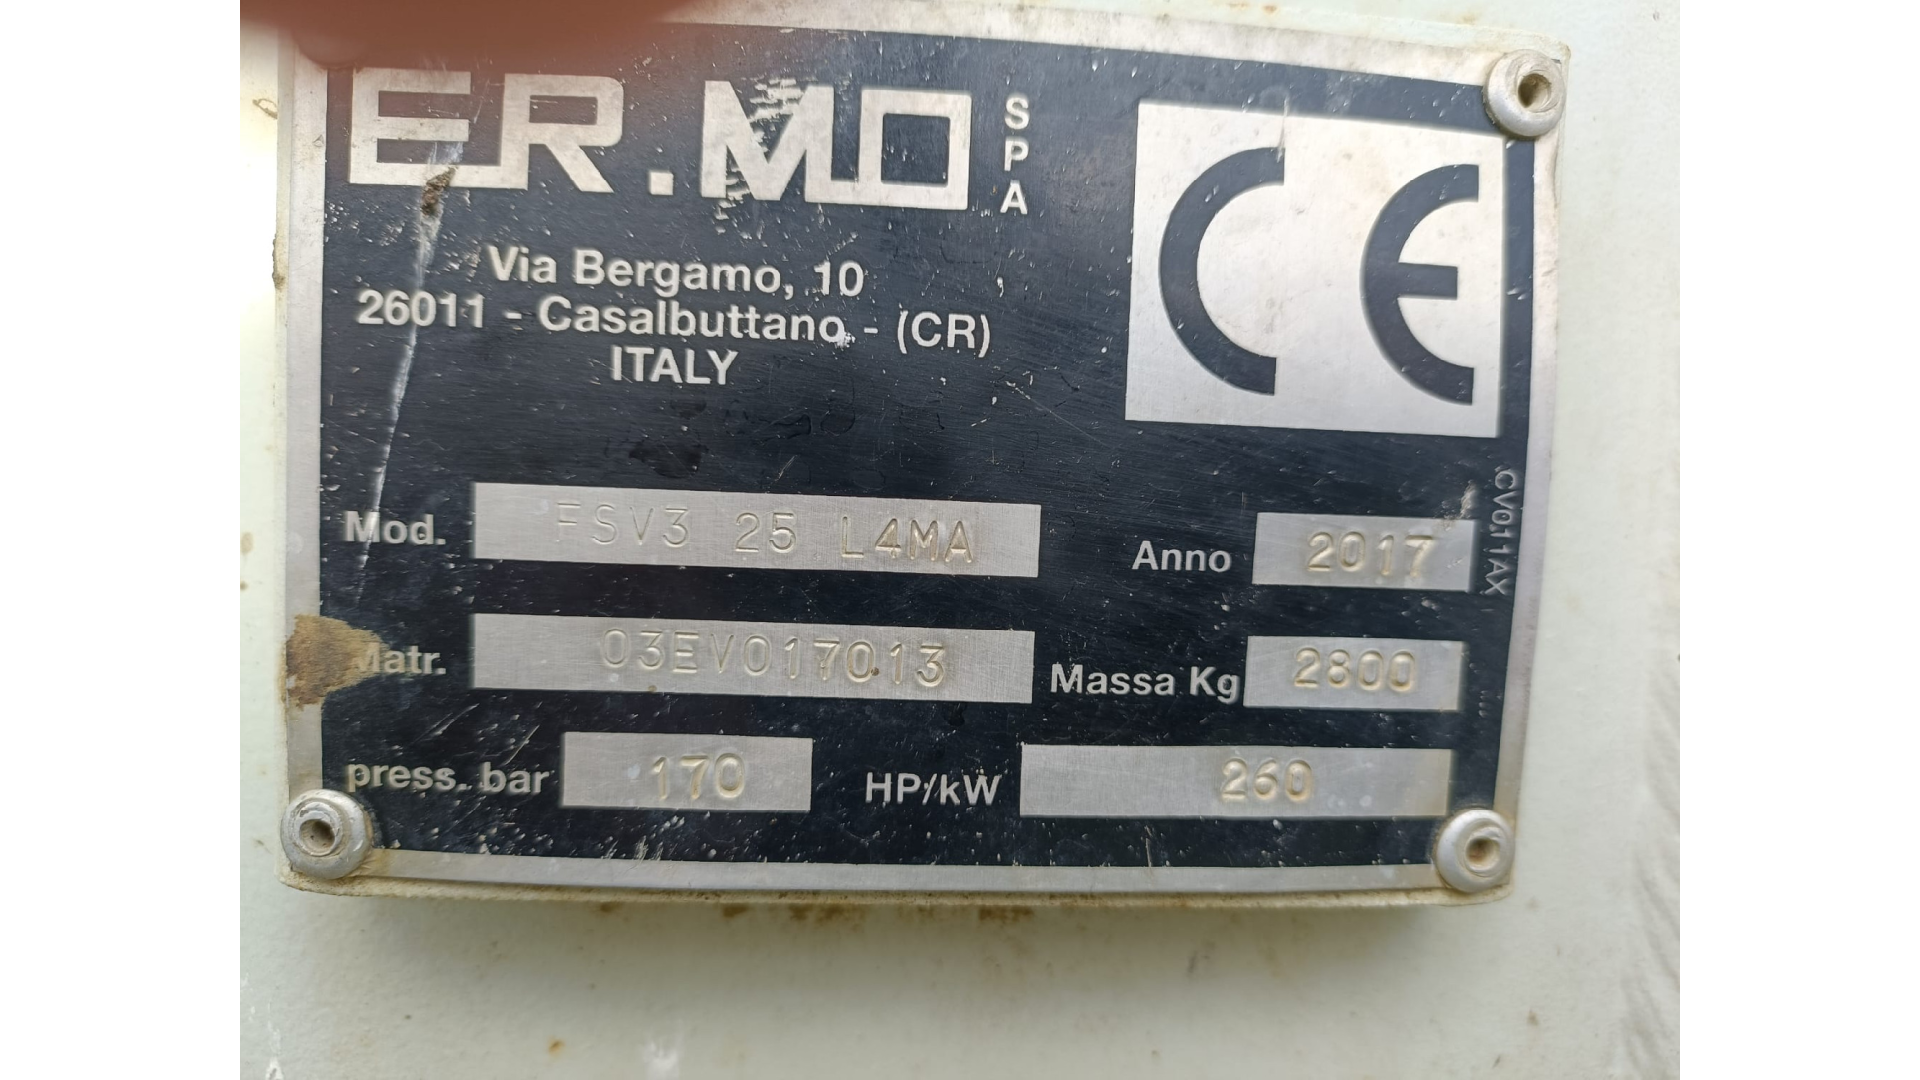 ER.MO SPA
CE
Via Bergamo, 10
26011 - Casalbuttano - (CR)
ITALY
Mod. FSV3 25 L4MA
Anno 2017
CV011AX
Matr. 03EV017013
Massa Kg 2800
press. bar 170
HP/kW 260